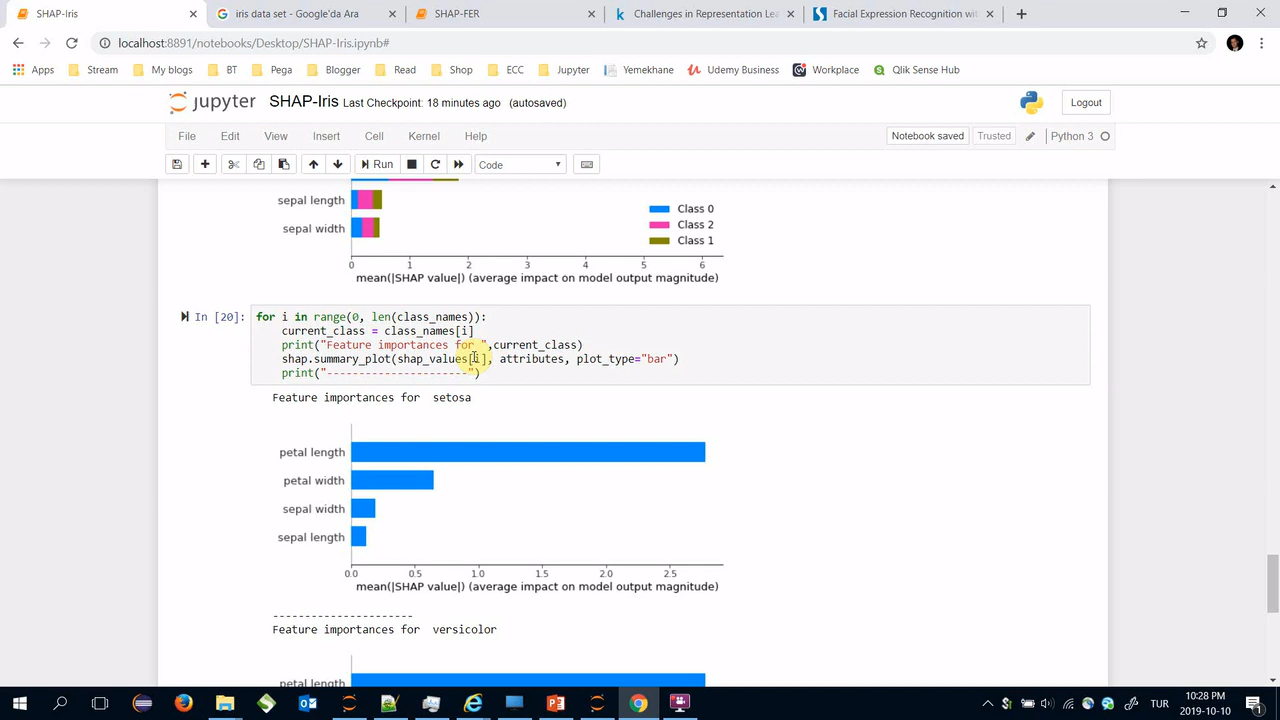 SHAP-Iris
iris data set - Google'da Ara
SHAP-FER
Challenges in Representation Lea
Facial Expression Recognition wit
localhost:8891/notebooks/Desktop/SHAP-Iris.ipynb#
Apps Stream My blogs BT Pega Blogger Read Shop ECC Jupyter Yemekhane Udemy Business Workplace Qlik Sense Hub
jupyter SHAP-Iris Last Checkpoint: 18 minutes ago (autosaved) Logout
File Edit View Insert Cell Kernel Help Notebook saved Trusted Python 3
Run Code
sepal length
sepal width
Class 0
Class 2
Class 1
0 1 2 3 4 5 6
mean(|SHAP value|) (average impact on model output magnitude)
In [20]: for i in range(0, len(class_names)):
current_class = class_names[i]
print("Feature importances for ",current_class)
shap.summary_plot(shap_values[i], attributes, plot_type="bar")
print("----------------------")
Feature importances for  setosa
petal length
petal width
sepal width
sepal length
0.0 0.5 1.0 1.5 2.0 2.5
mean(|SHAP value|) (average impact on model output magnitude)
----------------------
Feature importances for  versicolor
petal length
TUR
10:28 PM
2019-10-10
1